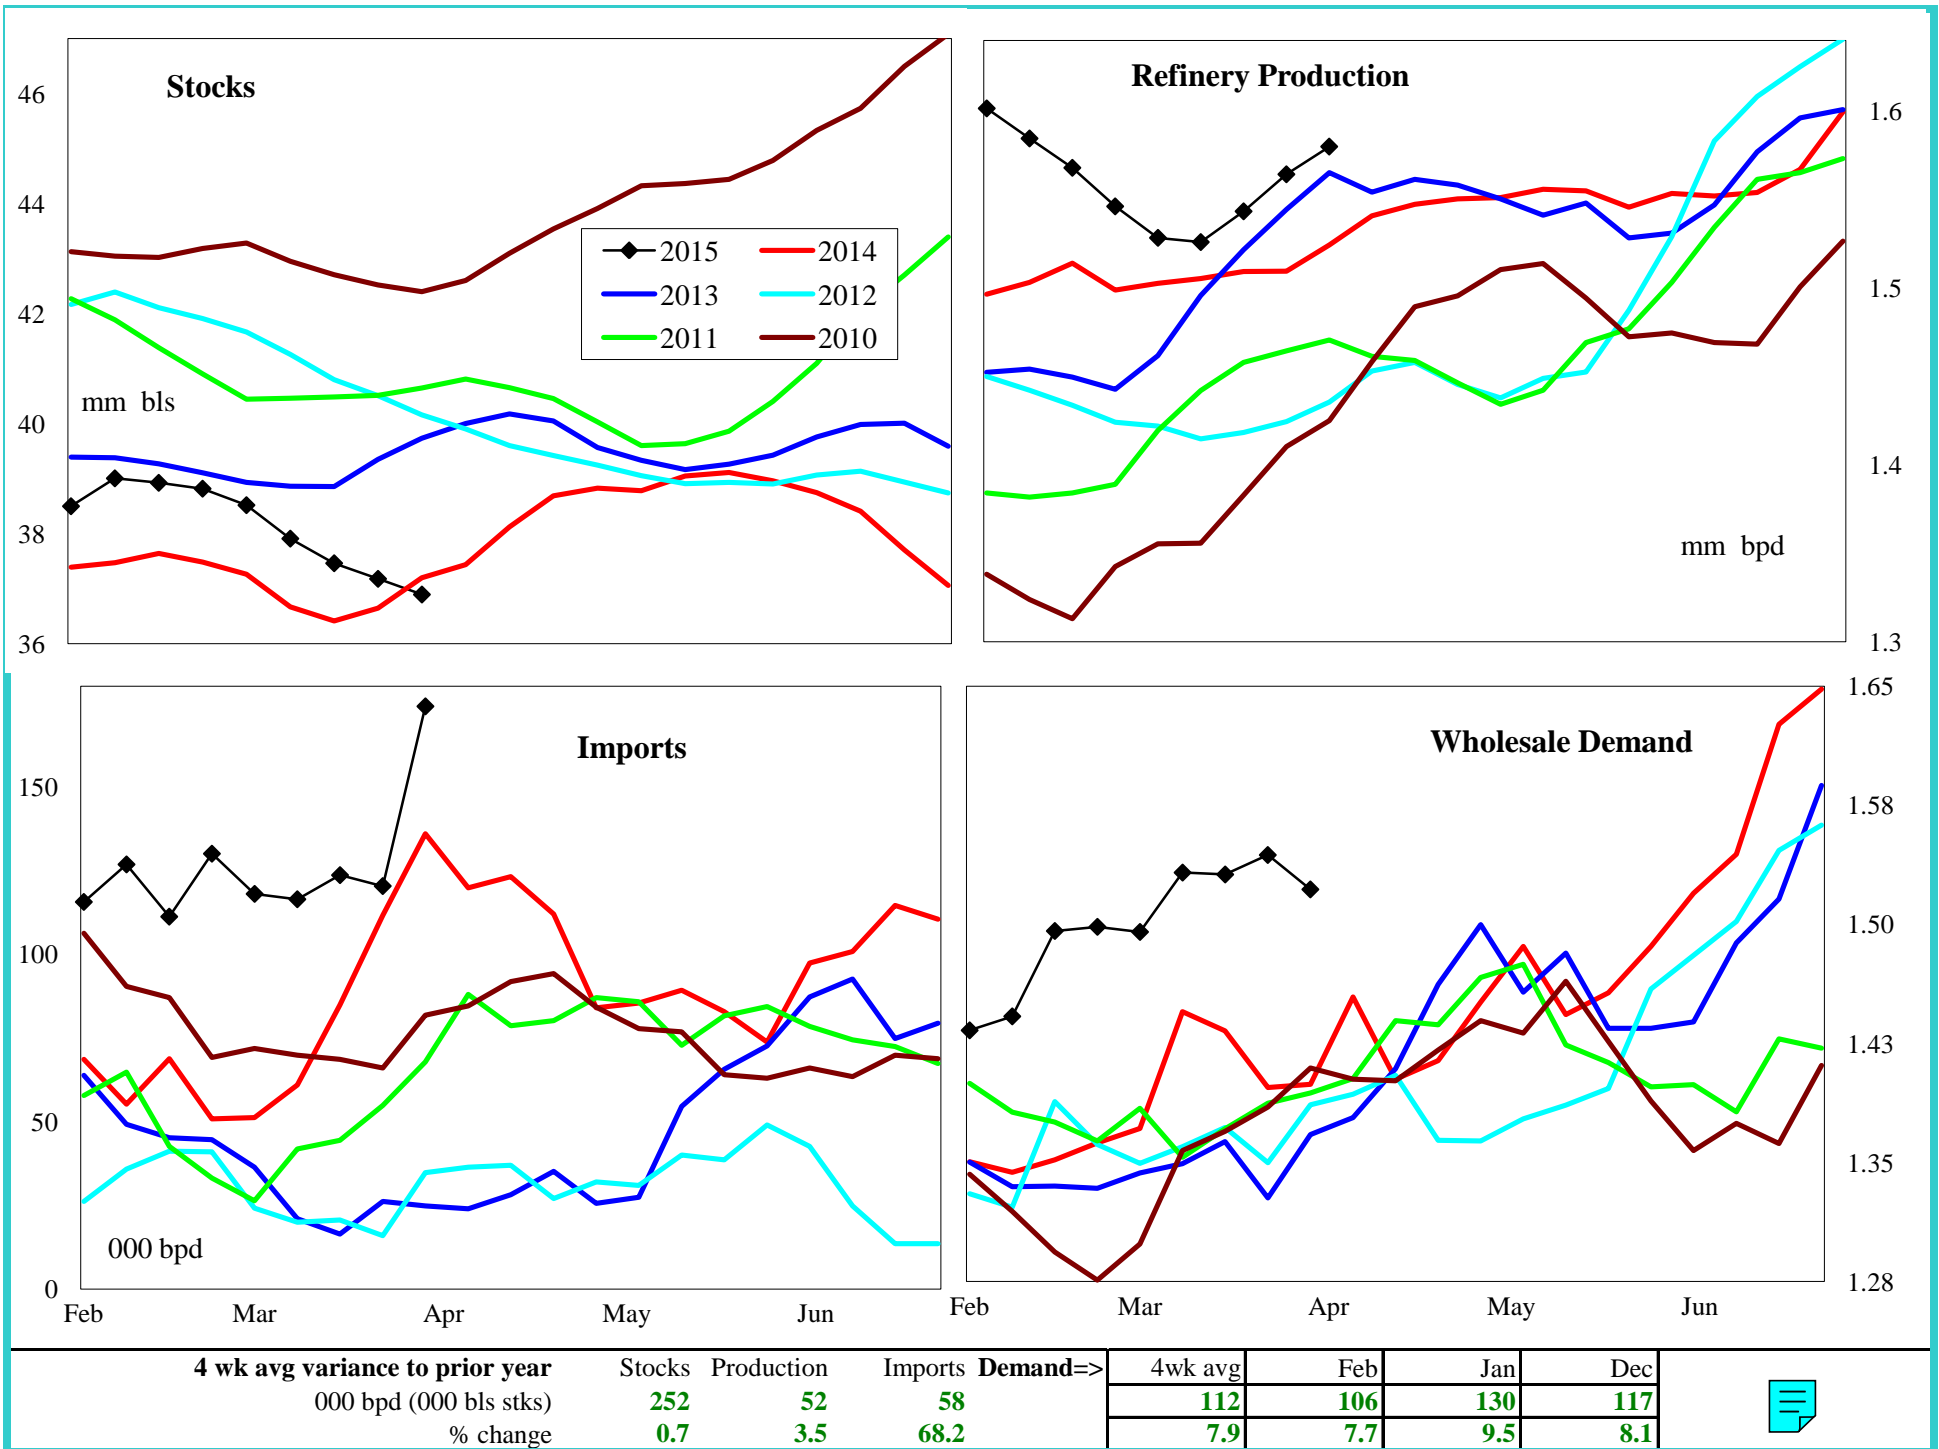 Stocks
46
44
42
40
38
36
mm bls
2015
2014
2013
2012
2011
2010
Refinery Production
1.6
1.5
1.4
1.3
mm bpd
Imports
150
100
50
0
000 bpd
Feb Mar Apr May Jun
Wholesale Demand
1.65
1.58
1.50
1.43
1.35
1.28
Feb Mar Apr May Jun
4 wk avg variance to prior year Stocks Production Imports Demand=> 4wk avg Feb Jan Dec
000 bpd (000 bls stks) 252 52 58 112 106 130 117
% change 0.7 3.5 68.2 7.9 7.7 9.5 8.1